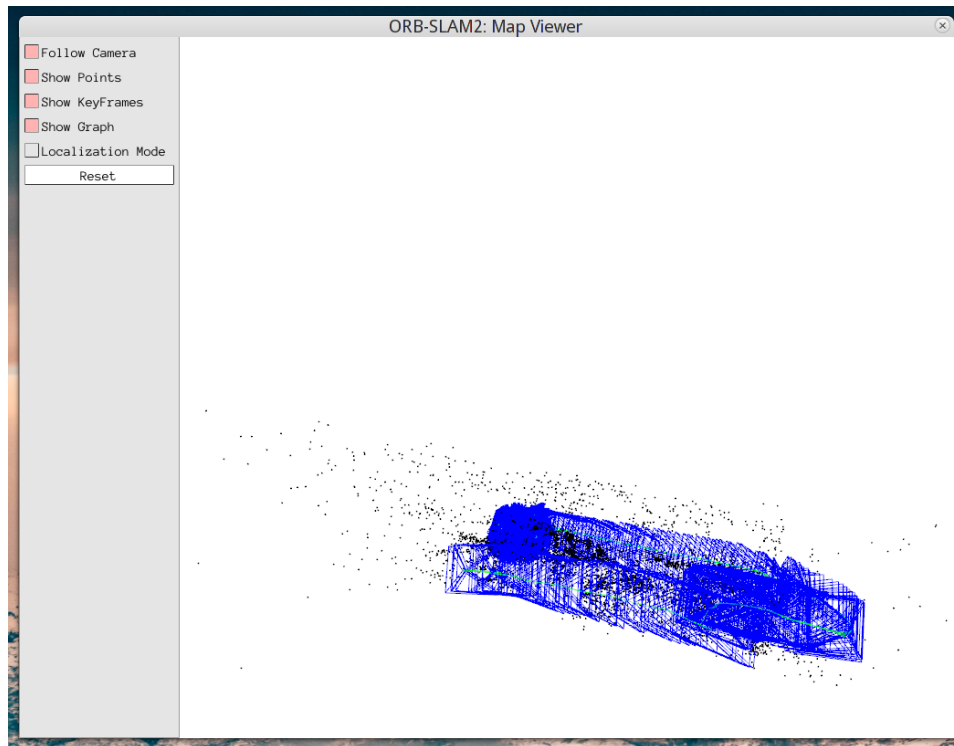 ORB-SLAM2: Map Viewer
Follow Camera
Show Points
Show KeyFrames
Show Graph
Localization Mode
Reset